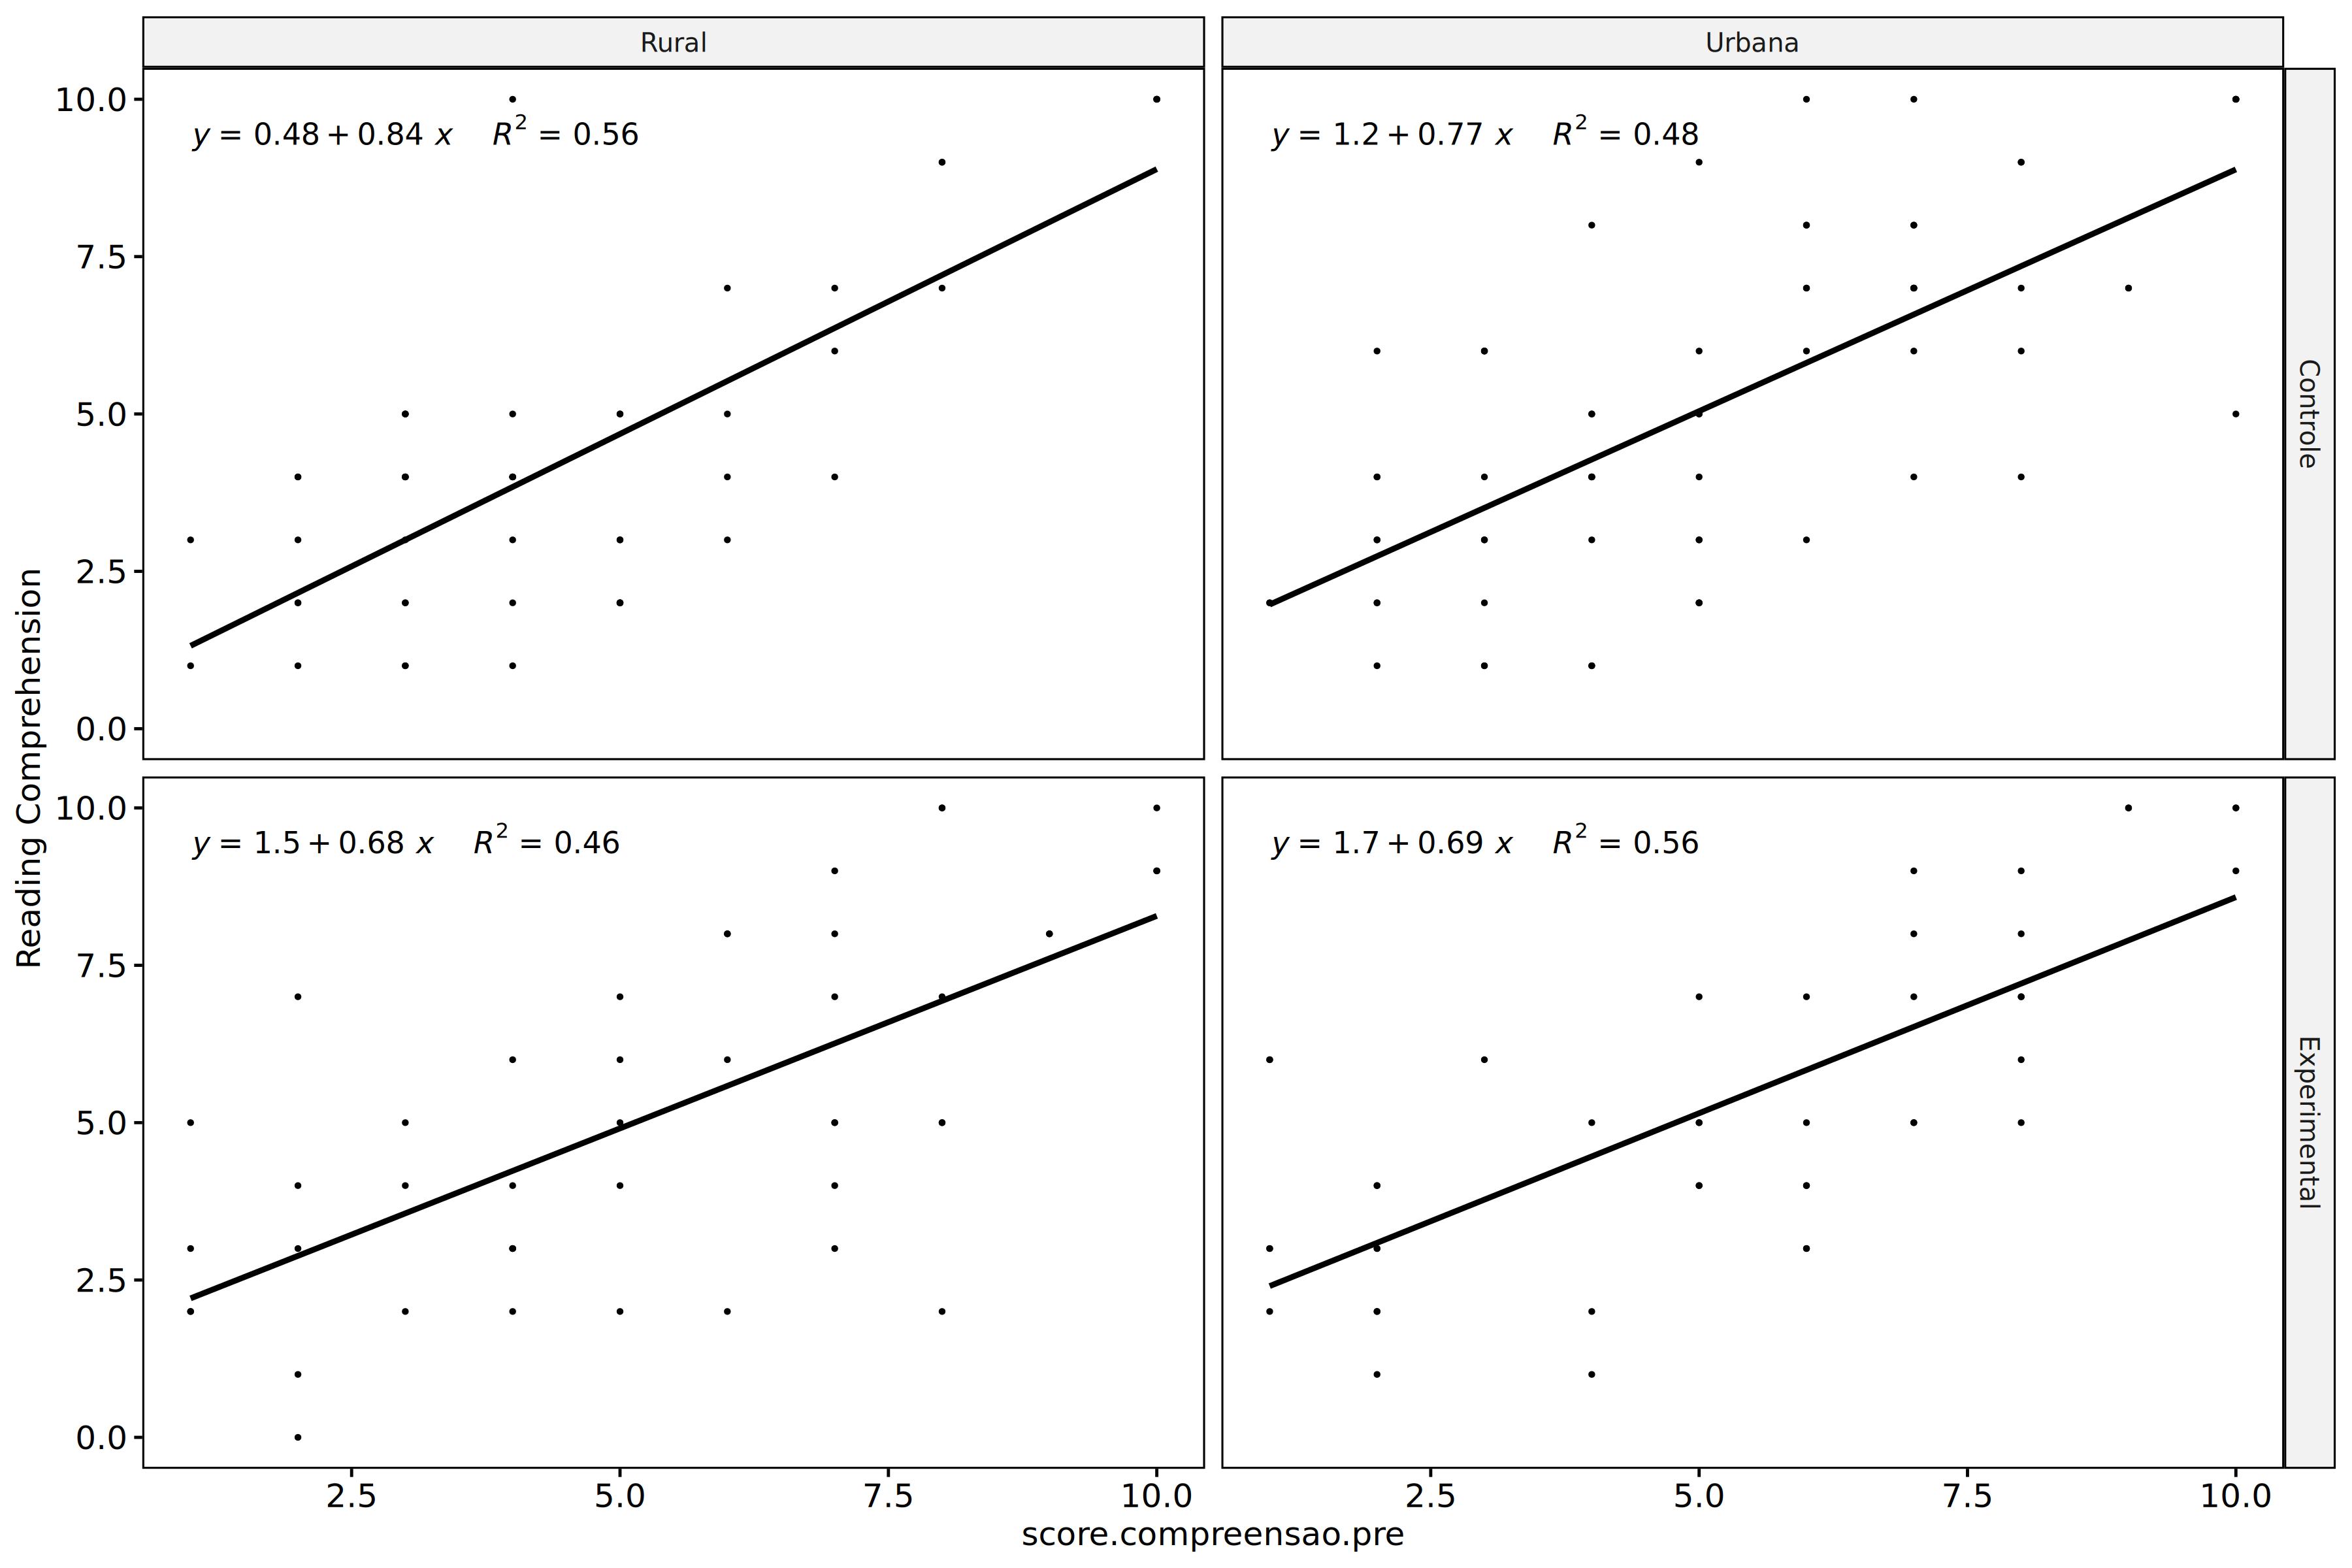 Rural
Urbana
10.0
7.5
5.0
2.5
0.0
y = 0.48 + 0.84 x R² = 0.56
y = 1.2 + 0.77 x R² = 0.48
Controle
Reading Comprehension
10.0
7.5
5.0
2.5
0.0
y = 1.5 + 0.68 x R² = 0.46
y = 1.7 + 0.69 x R² = 0.56
Experimental
2.5 5.0 7.5 10.0
2.5 5.0 7.5 10.0
score.compreensao.pre